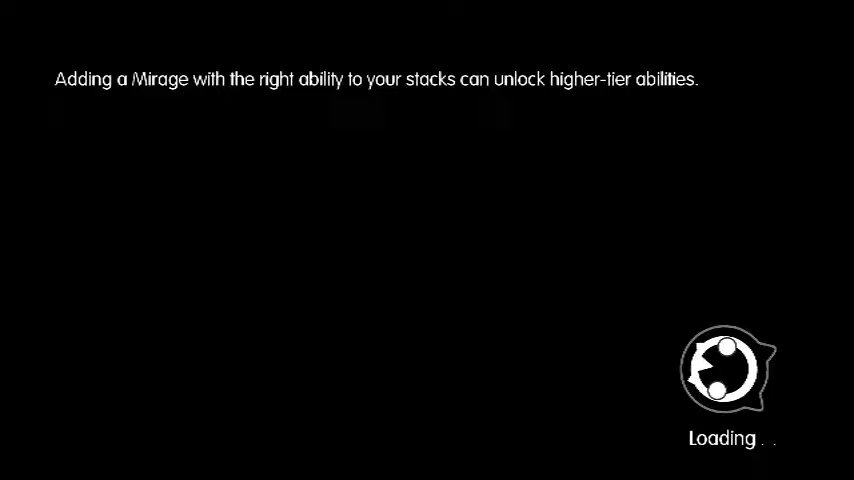 Adding a Mirage with the right ability to your stacks can unlock higher-tier abilities.
Loading . .